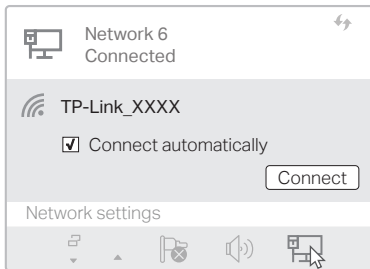 Network 6
Connected
TP-Link_XXXX
Connect automatically
Connect
Network settings